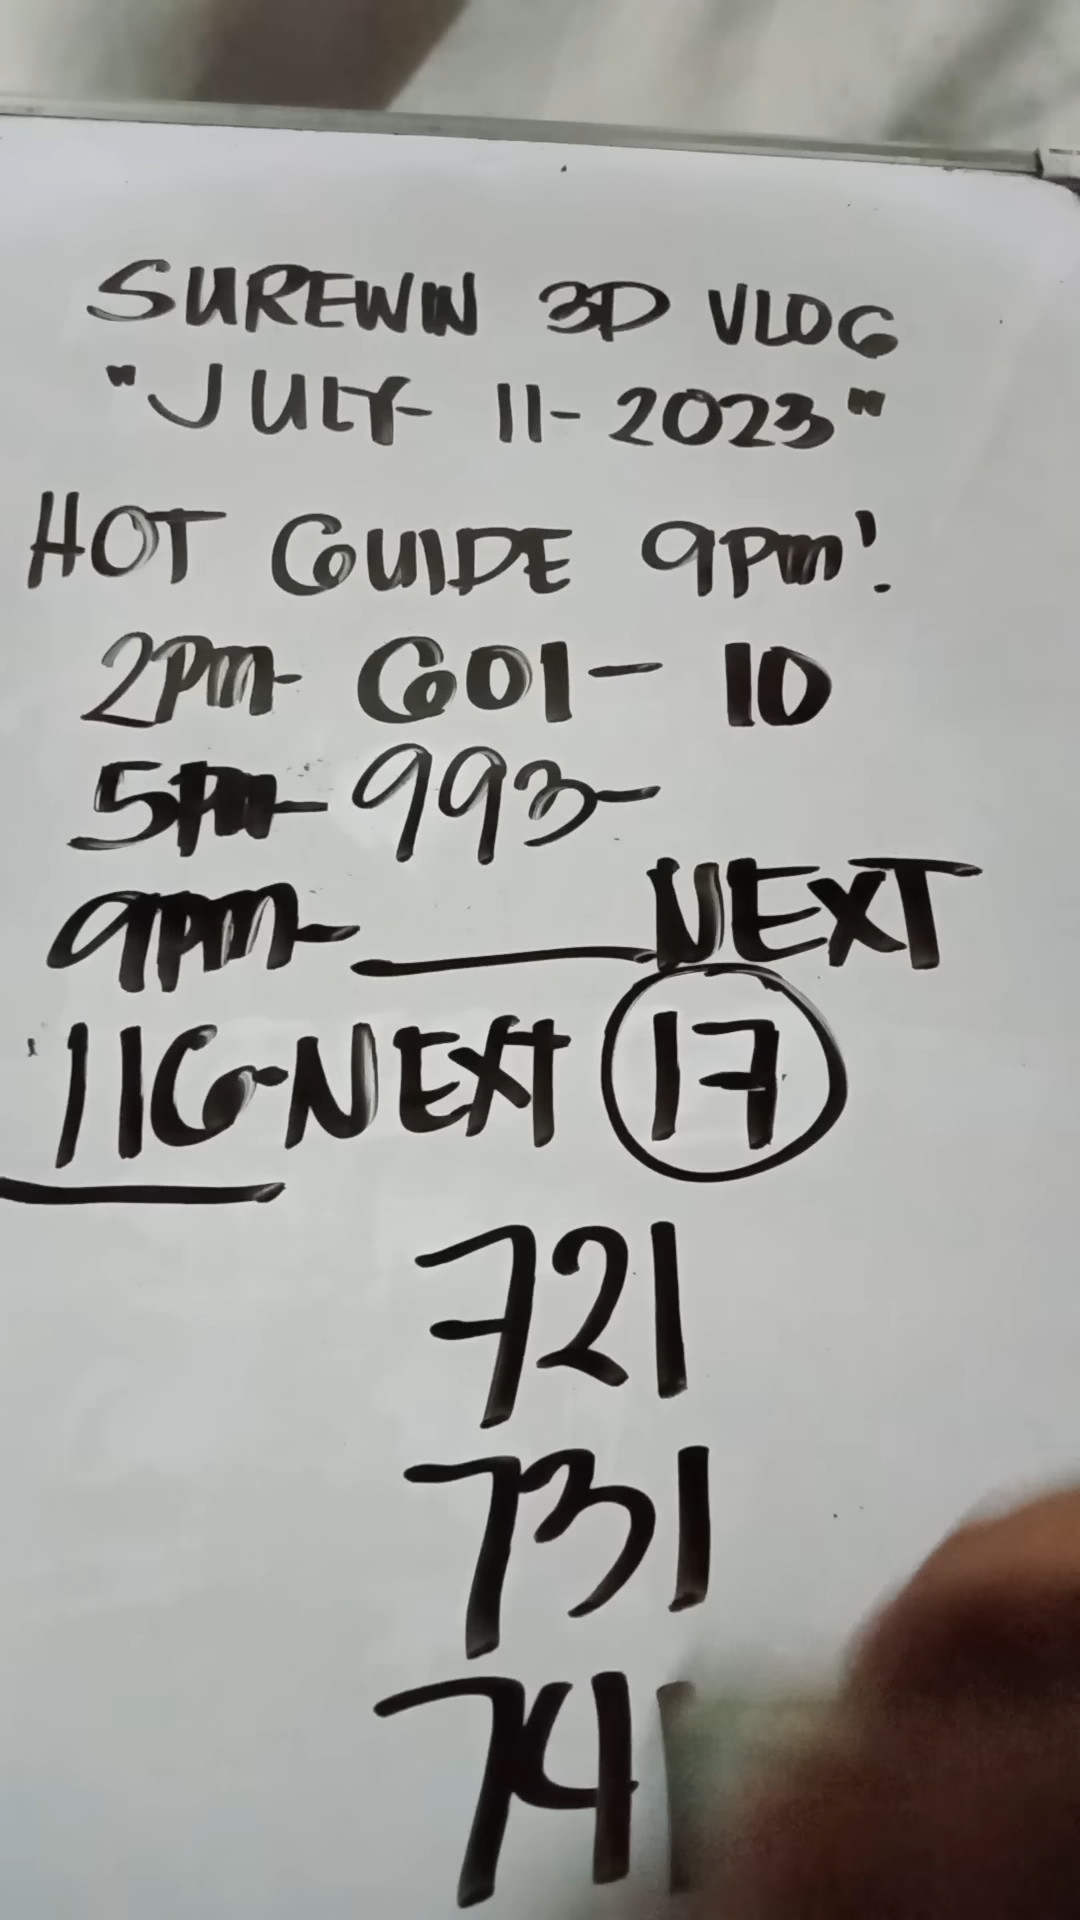 SUREWIN 3D VLOG
"JULY- 11-2023"
HOT GUIDE 9pm!
2pm- 601- 10
5pm- 993-
9pm- ____NEXT
116-NEXT 17
721
731
741